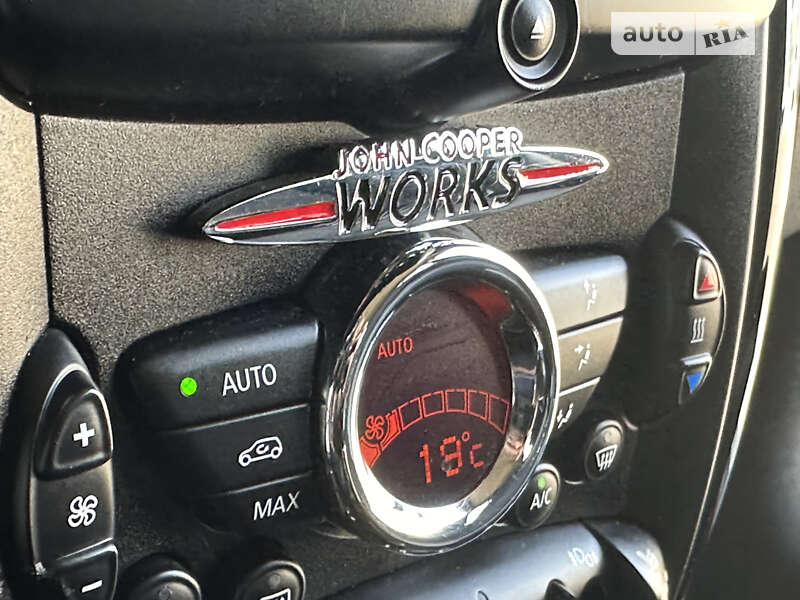 auto RIA
JOHN COOPER
WORKS
AUTO
AUTO
18°C
MAX
A/C